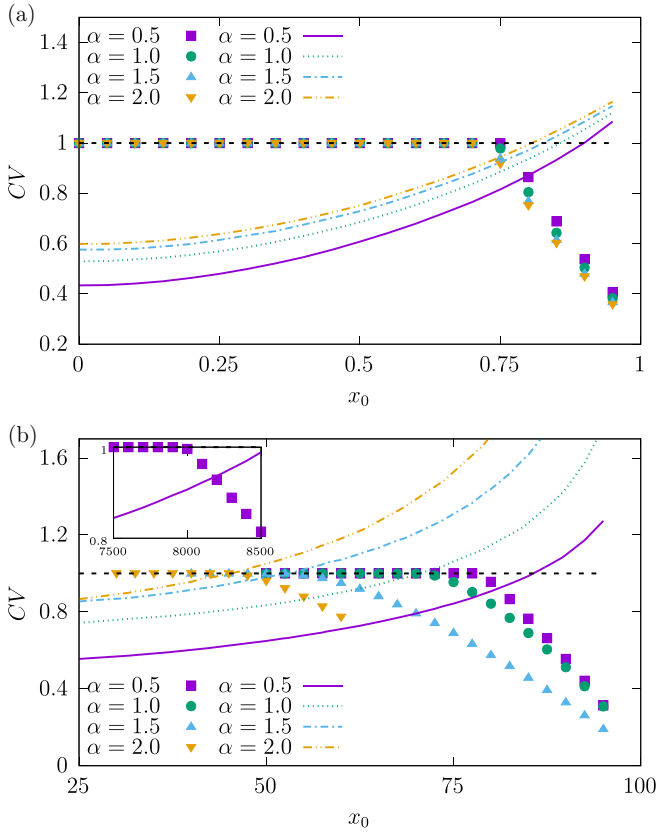 (a)
1.4
1.2
1
0.8
0.6
0.4
0.2
CV
α = 0.5 α = 0.5
α = 1.0 α = 1.0
α = 1.5 α = 1.5
α = 2.0 α = 2.0
0 0.25 0.5 0.75 1
x₀
(b)
1.6
1.2
1
0.8
0.4
0
CV
1
0.8
7500 8000 8500
α = 0.5 α = 0.5
α = 1.0 α = 1.0
α = 1.5 α = 1.5
α = 2.0 α = 2.0
25 50 75 100
x₀